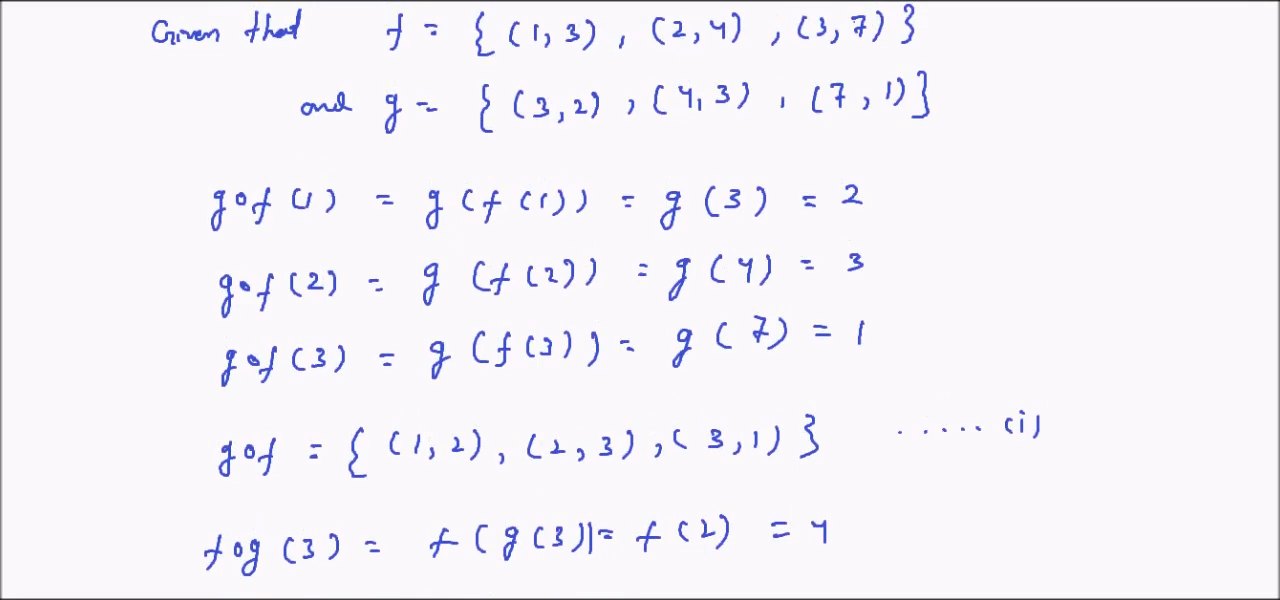 Given that f = { (1, 3) , (2, 4) , (3, 7) }
and g = { (3, 2) , (4, 3) , (7, 1) }
gof (1) = g (f (1)) = g (3) = 2
gof (2) = g (f (2)) = g (4) = 3
gof (3) = g (f (3)) = g (7) = 1
gof = { (1, 2) , (2, 3) , (3, 1) } ..... (i)
fog (3) = f ( g (3)) = f (2) = 4